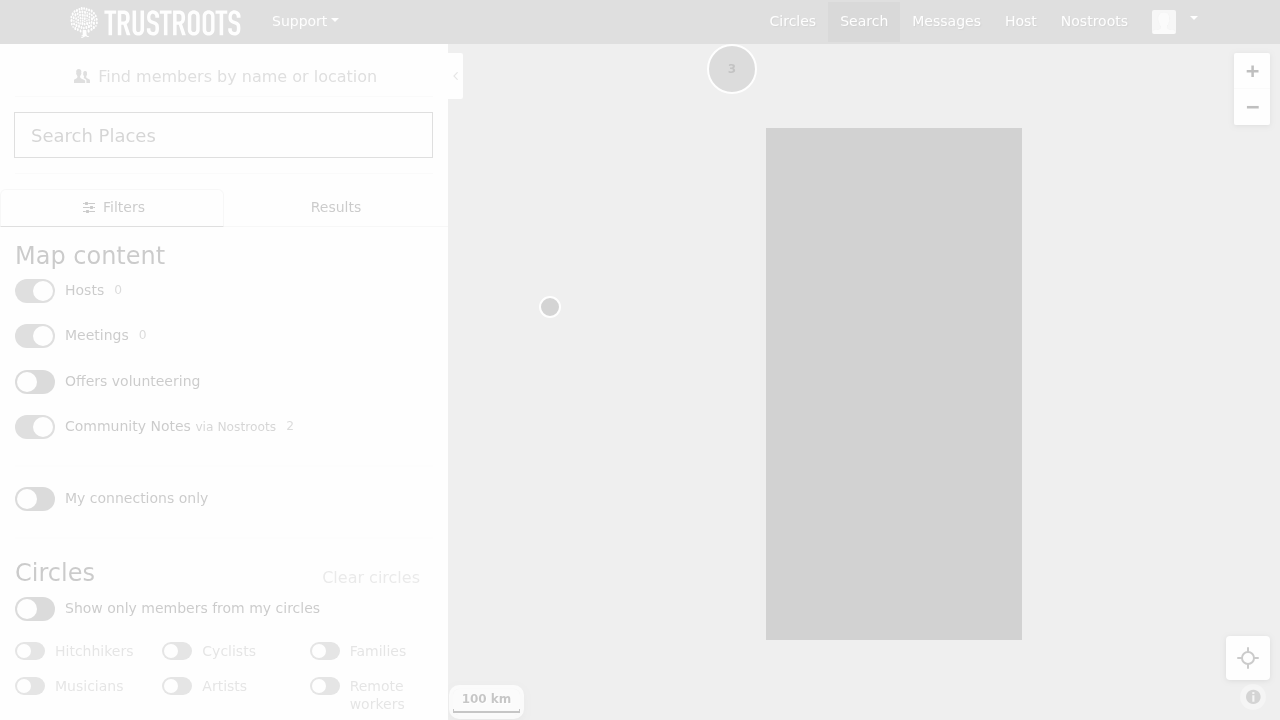 TRUSTROOTS
Support
Circles
Search
Messages
Host
Nostroots
Find members by name or location
Search Places
Filters
Results
Map content
Hosts 0
Meetings 0
Offers volunteering
Community Notes via Nostroots 2
My connections only
Circles
Clear circles
Show only members from my circles
Hitchhikers
Cyclists
Families
Musicians
Artists
Remote
workers
3
+
−
100 km